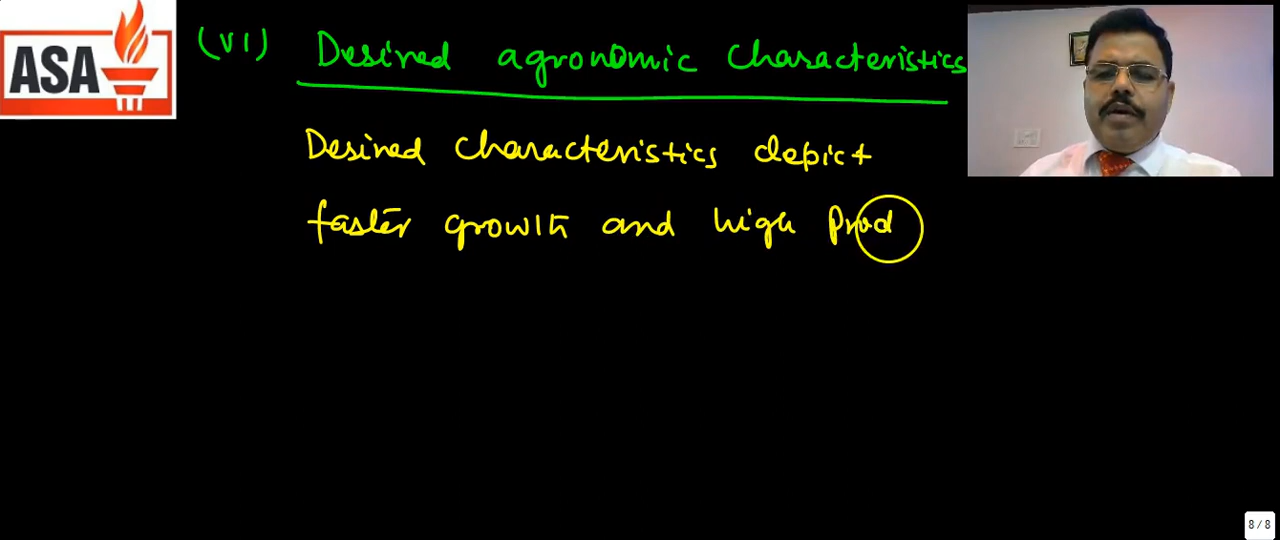 ASA
(VI) Desired agronomic characteristics
Desired characteristics depict
faster growth and high Prod
8/8